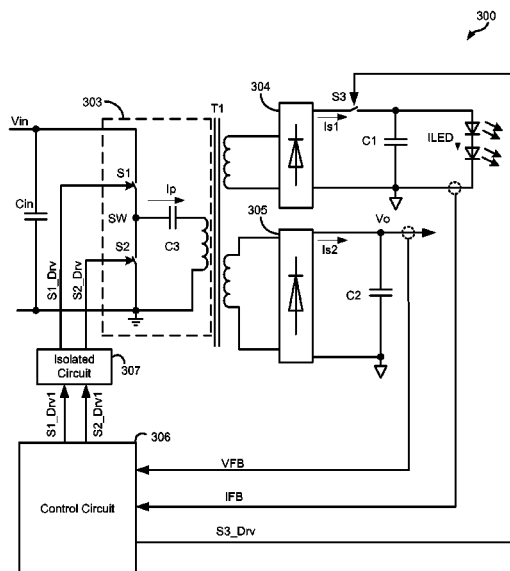 300
303
T1
304
S3
Vin
Is1
C1
ILED
S1
Ip
Cin
SW
C3
305
S2
Is2
Vo
C2
S1_Drv
S2_Drv
Isolated
Circuit
307
S1_Drv1
S2_Drv1
306
VFB
IFB
Control Circuit
S3_Drv